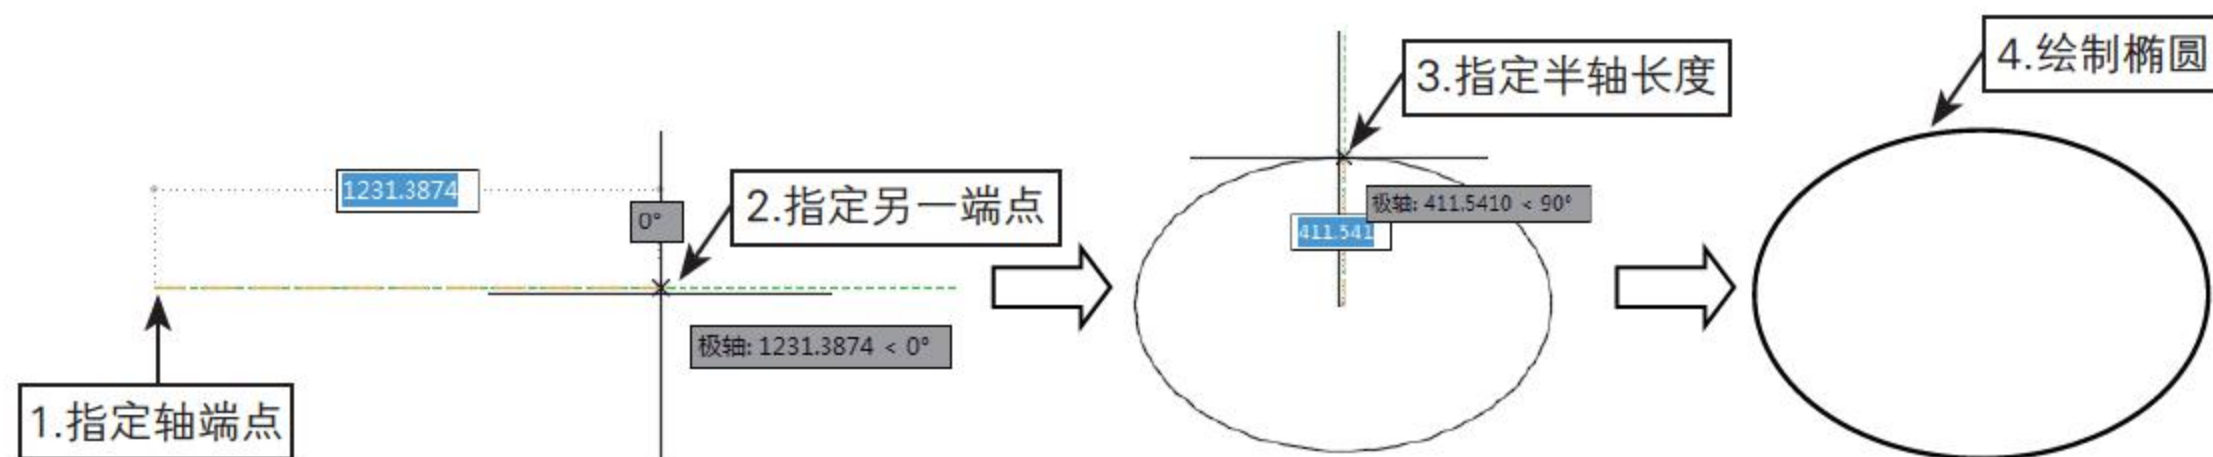 1231.3874
0°
2.指定另一端点
极轴: 1231.3874 < 0°
1.指定轴端点
3.指定半轴长度
极轴: 411.5410 < 90°
411.541
4.绘制椭圆